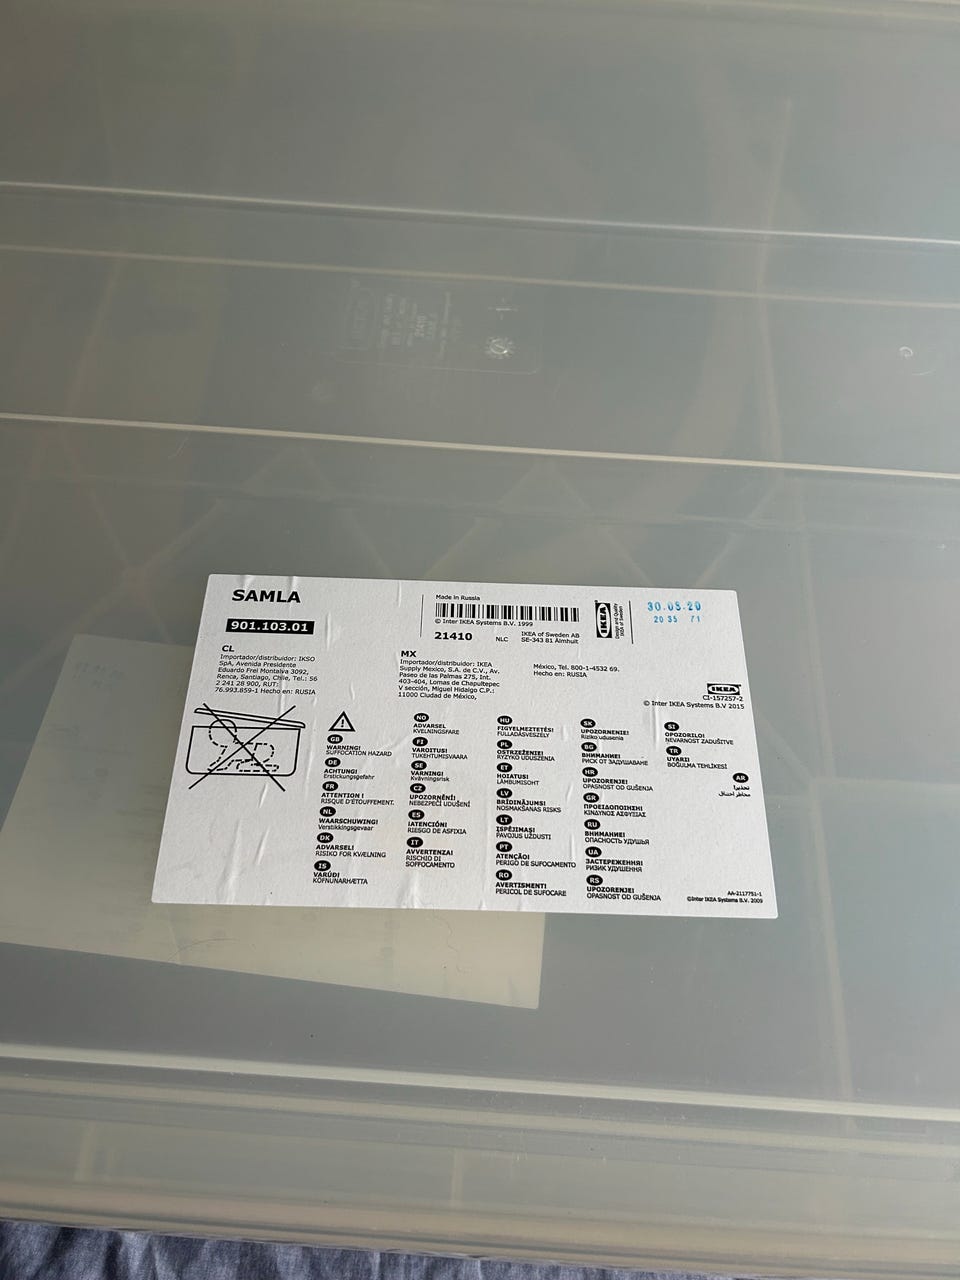 SAMLA
901.103.01
Made in Russia
© Inter IKEA Systems B.V. 1999
21410
NLC
IKEA of Sweden AB
SE-343 81 Älmhult
IKEA
Design and Quality
IKEA of Sweden
30.05.20
20 35 71
CL
Importador/distribuidor: IKSO
SpA, Avenida Presidente
Eduardo Frei Montalva 3092,
Renca, Santiago, Chile, Tel.: 56
2 241 28 900, RUT:
76.993.859-1 Hecho en: RUSIA
MX
Importador/distribuidor: IKEA
Supply Mexico, S.A. de C.V., Av.
Paseo de las Palmas 275, Int.
403-404, Lomas de Chapultepec
V sección, Miguel Hidalgo C.P.:
11000 Ciudad de México,
México, Tel. 800-1-4532 69.
Hecho en: RUSIA
IKEA
CI-157257-2
© Inter IKEA Systems B.V 2015
GB
WARNING!
SUFFOCATION HAZARD
DE
ACHTUNG!
Erstickungsgefahr
FR
ATTENTION !
RISQUE D'ÉTOUFFEMENT.
NL
WAARSCHUWING!
Verstikkingsgevaar
DK
ADVARSEL!
RISIKO FOR KVÆLNING
IS
VARÚÐ!
KÖFNUNARHÆTTA
NO
ADVARSEL
KVELNINGSFARE
FI
VAROITUS!
TUKEHTUMISVAARA
SE
VARNING!
Kvävningsrisk
CZ
UPOZORNĚNÍ!
NEBEZPEČÍ UDUŠENÍ
ES
¡ATENCIÓN!
RIESGO DE ASFIXIA
IT
AVVERTENZA!
RISCHIO DI
SOFFOCAMENTO
HU
FIGYELMEZTETÉS!
FULLADÁSVESZÉLY
PL
OSTRZEŻENIE!
RYZYKO UDUSZENIA
ET
HOIATUS!
LÄMBUMISOHT
LV
BRĪDINĀJUMS!
NOSMAKŠANAS RISKS
LT
ĮSPĖJIMAS!
PAVOJUS UŽDUSTI
PT
ATENÇÃO!
PERIGO DE SUFOCAMENTO
RO
AVERTISMENT!
PERICOL DE SUFOCARE
SK
UPOZORNENIE!
Riziko udusenia
BG
ВНИМАНИЕ!
РИСК ОТ ЗАДУШАВАНЕ
HR
UPOZORENJE!
OPASNOST OD GUŠENJA
GR
ΠΡΟΕΙΔΟΠΟΙΗΣΗ!
ΚΙΝΔΥΝΟΣ ΑΣΦΥΞΙΑΣ
RU
ВНИМАНИЕ!
ОПАСНОСТЬ УДУШЬЯ
UA
ЗАСТЕРЕЖЕННЯ!
РИЗИК УДУШЕННЯ
RS
UPOZORENJE!
OPASNOST OD GUŠENJA
SI
OPOZORILO!
NEVARNOST ZADUŠITVE
TR
UYARI!
BOĞULMA TEHLİKESİ
AR
تحذير!
مخاطر اختناق
AA-2117751-1
©Inter IKEA Systems B.V. 2009